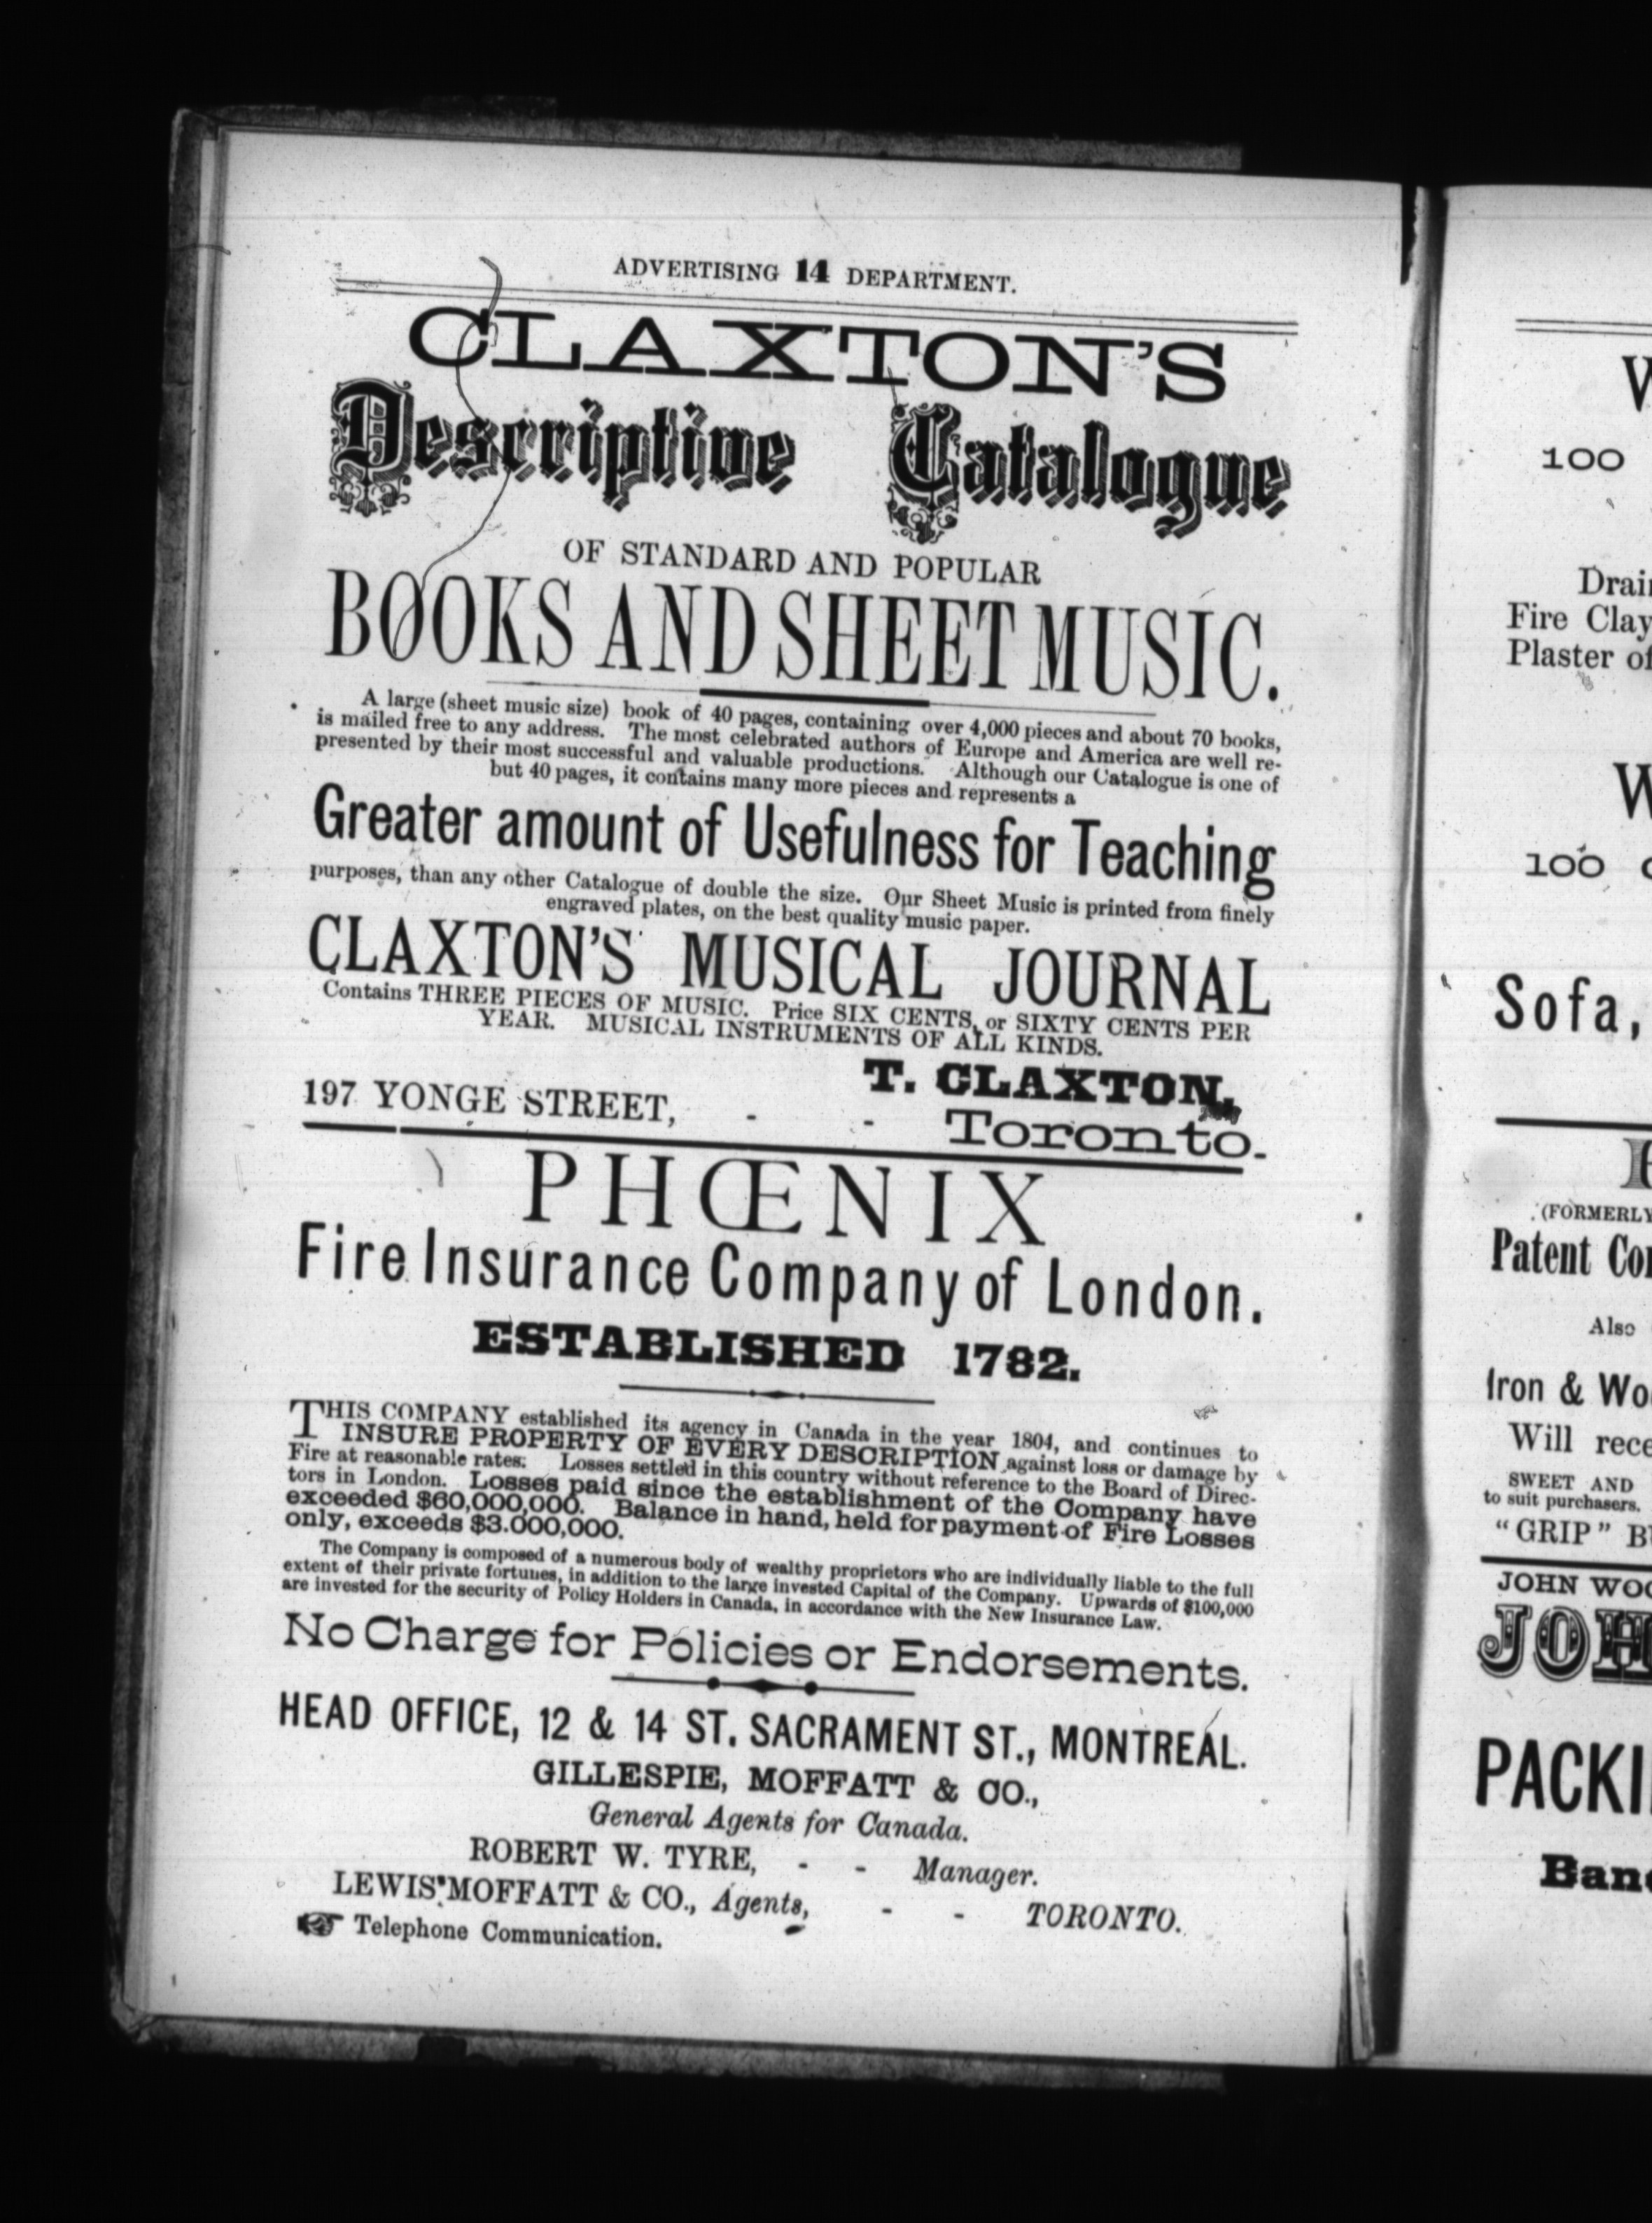 ADVERTISING 14 DEPARTMENT.
CLAXTON'S
Descriptive Catalogue
OF STANDARD AND POPULAR
BOOKS AND SHEET MUSIC.
A large (sheet music size) book of 40 pages, containing over 4,000 pieces and about 70 books,
is mailed free to any address. The most celebrated authors of Europe and America are well re-
presented by their most successful and valuable productions. Although our Catalogue is one of
but 40 pages, it contains many more pieces and represents a
Greater amount of Usefulness for Teaching
purposes, than any other Catalogue of double the size. Our Sheet Music is printed from finely
engraved plates, on the best quality music paper.
CLAXTON'S MUSICAL JOURNAL
Contains THREE PIECES OF MUSIC. Price SIX CENTS, or SIXTY CENTS PER
YEAR. MUSICAL INSTRUMENTS OF ALL KINDS.
T. CLAXTON,
197 YONGE STREET, - - Toronto.
PHŒNIX
Fire Insurance Company of London.
ESTABLISHED 1782.
THIS COMPANY established its agency in Canada in the year 1804, and continues to
INSURE PROPERTY OF EVERY DESCRIPTION against loss or damage by
Fire at reasonable rates. Losses settled in this country without reference to the Board of Direc-
tors in London. Losses paid since the establishment of the Company have
exceeded $60,000,000. Balance in hand, held for payment of Fire Losses
only, exceeds $3.000,000.
The Company is composed of a numerous body of wealthy proprietors who are individually liable to the full
extent of their private fortunes, in addition to the large invested Capital of the Company. Upwards of $100,000
are invested for the security of Policy Holders in Canada, in accordance with the New Insurance Law.
No Charge for Policies or Endorsements.
HEAD OFFICE, 12 & 14 ST. SACRAMENT ST., MONTREAL.
GILLESPIE, MOFFATT & CO.,
General Agents for Canada.
ROBERT W. TYRE, - - Manager.
LEWIS MOFFATT & CO., Agents, - - TORONTO.
Telephone Communication.
100
Fire Clay
Plaster of
100
Sofa,
(FORMERLY
Patent
Also
Iron &
Will
SWEET AND
to suit purchasers.
"GRIP"
JOHN